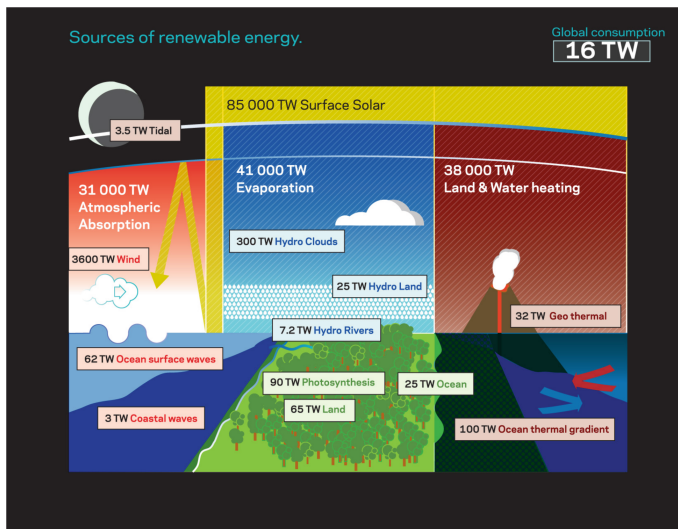 Sources of renewable energy.
Global consumption
16 TW
85 000 TW Surface Solar
3.5 TW Tidal
31 000 TW
Atmospheric
Absorption
41 000 TW
Evaporation
38 000 TW
Land & Water heating
3600 TW Wind
300 TW Hydro Clouds
25 TW Hydro Land
32 TW Geo thermal
7.2 TW Hydro Rivers
62 TW Ocean surface waves
90 TW Photosynthesis
25 TW Ocean
65 TW Land
3 TW Coastal waves
100 TW Ocean thermal gradient